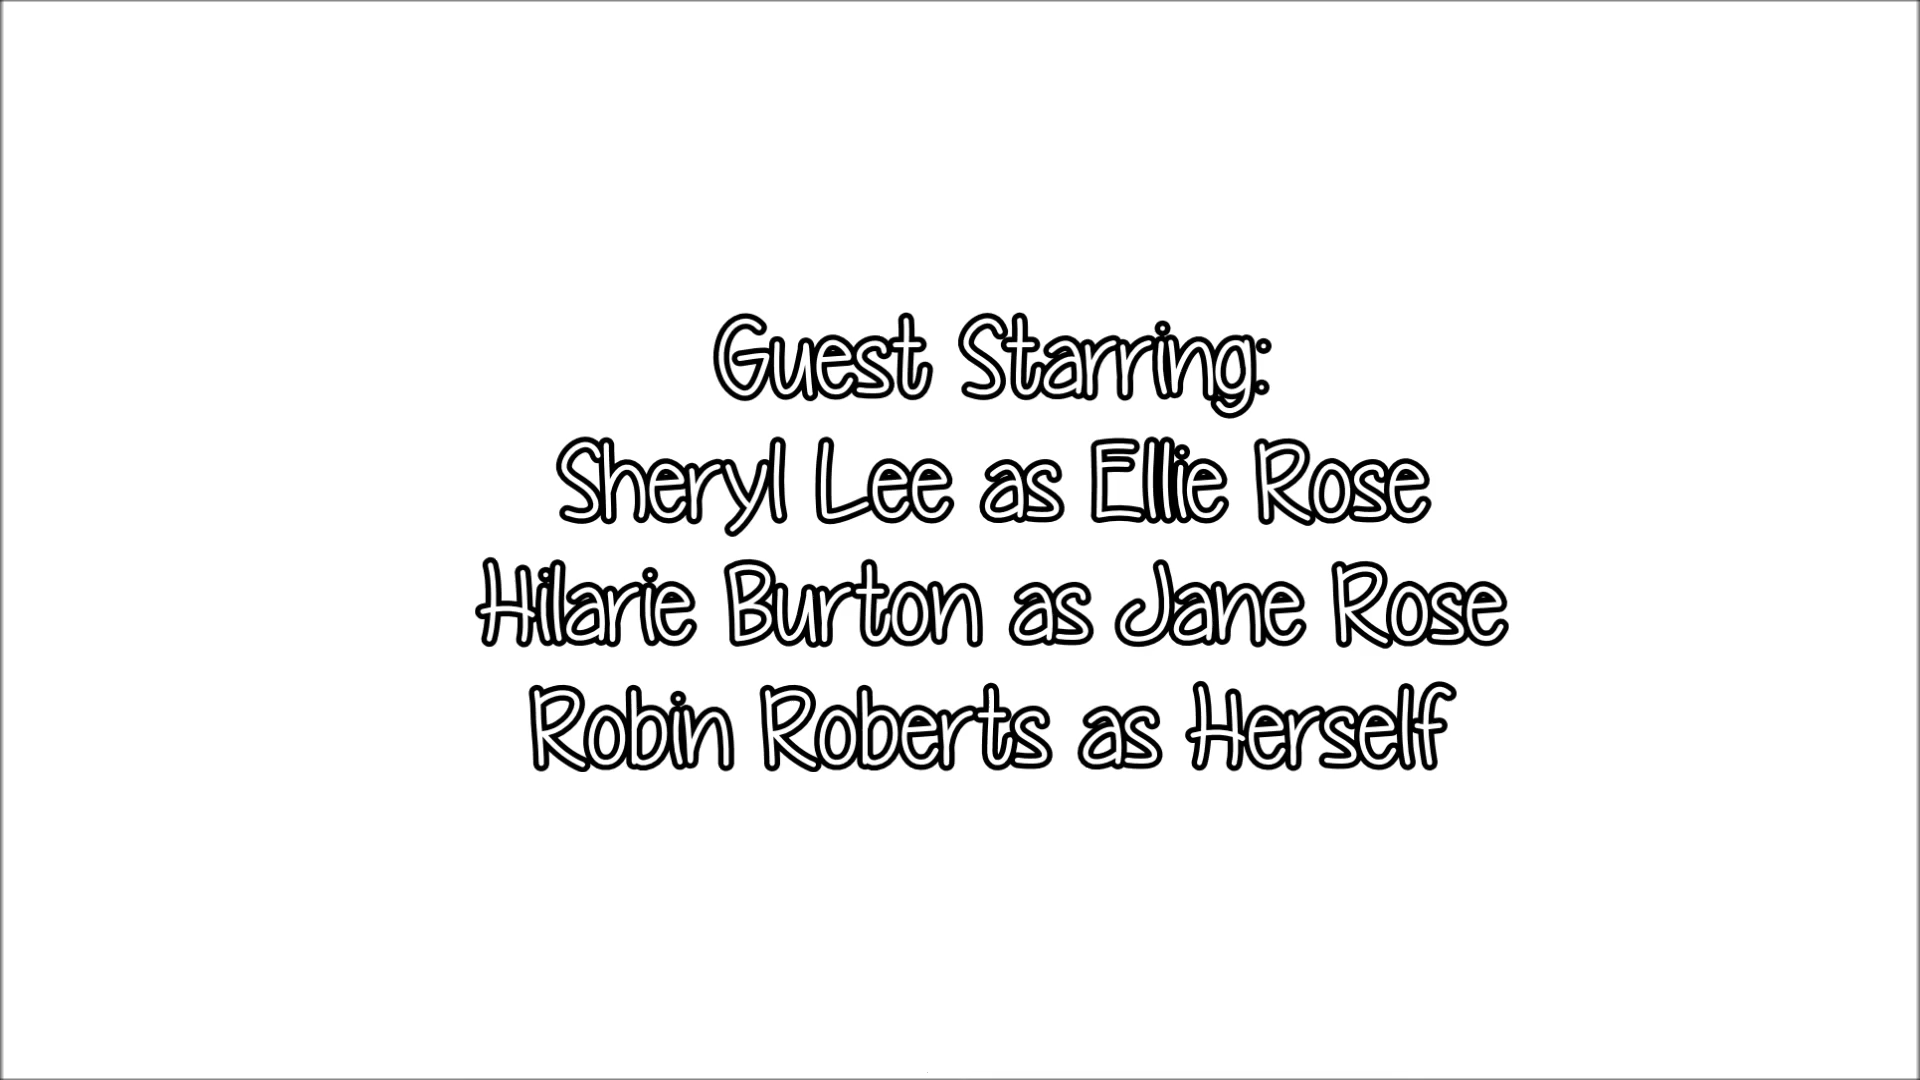 Guest Starring:
Sheryl Lee as Ellie Rose
Hilarie Burton as Jane Rose
Robin Roberts as Herself